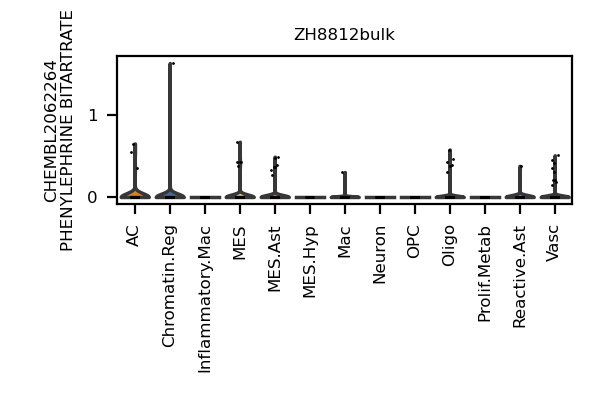 ZH8812bulk
CHEMBL2062264
PHENYLEPHRINE BITARTRATE
1
0
AC
Chromatin.Reg
Inflammatory.Mac
MES
MES.Ast
MES.Hyp
Mac
Neuron
OPC
Oligo
Prolif.Metab
Reactive.Ast
Vasc